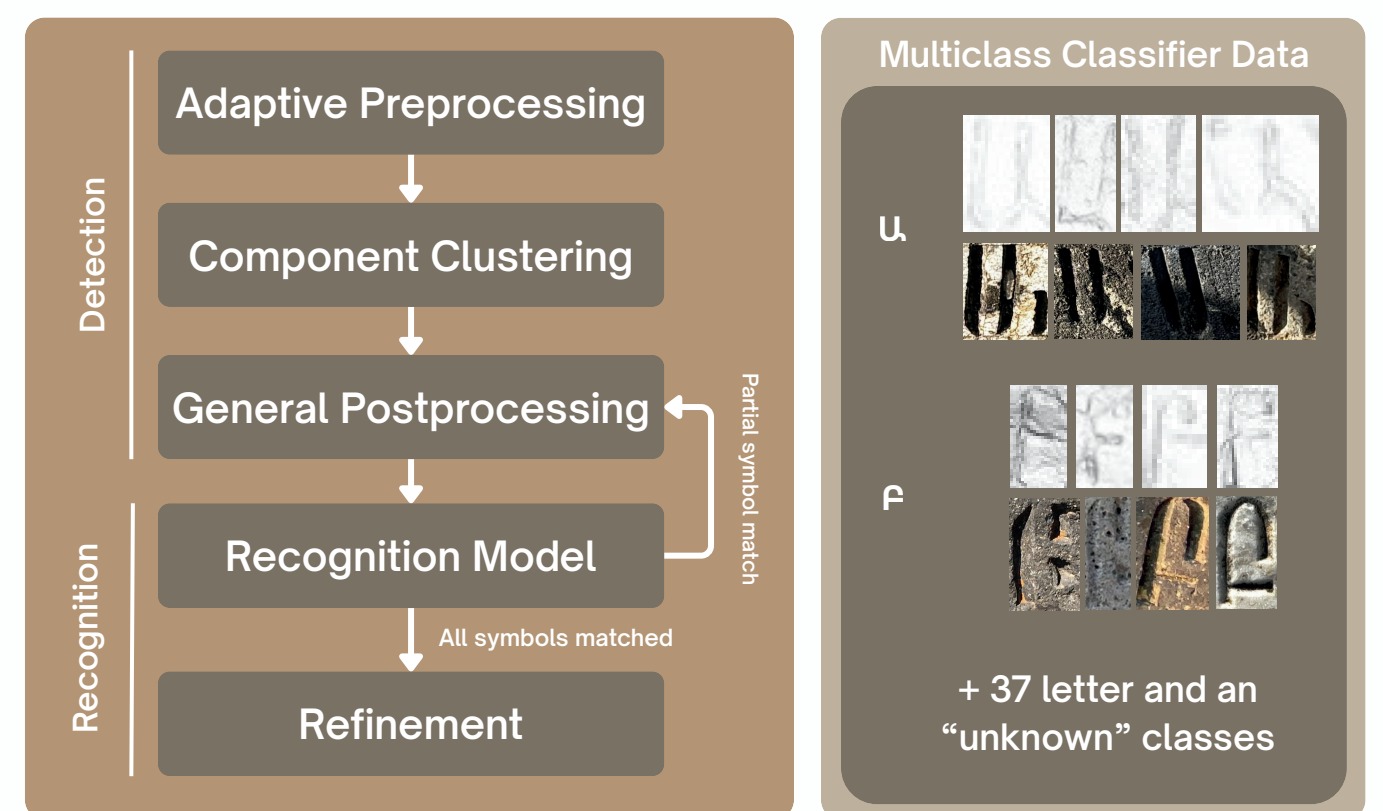 Detection
Adaptive Preprocessing
Component Clustering
General Postprocessing
Partial symbol match
Recognition
Recognition Model
All symbols matched
Refinement
Multiclass Classifier Data
Ա
Բ
+ 37 letter and an
“unknown” classes